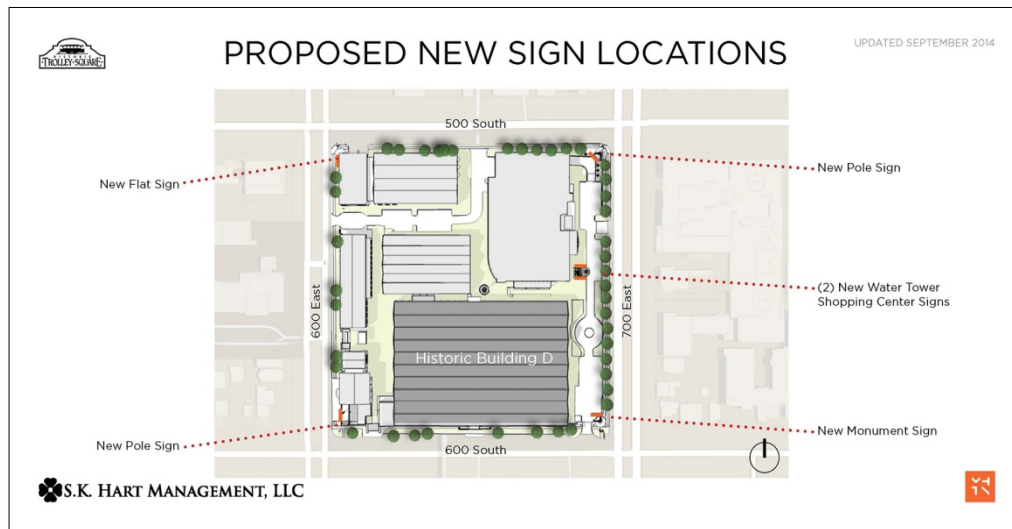 HISTORIC
TROLLEY·SQUARE
PROPOSED NEW SIGN LOCATIONS
UPDATED SEPTEMBER 2014
500 South
New Flat Sign
New Pole Sign
(2) New Water Tower
Shopping Center Signs
600 East
700 East
Historic Building D
New Pole Sign
New Monument Sign
600 South
S.K. HART MANAGEMENT, LLC